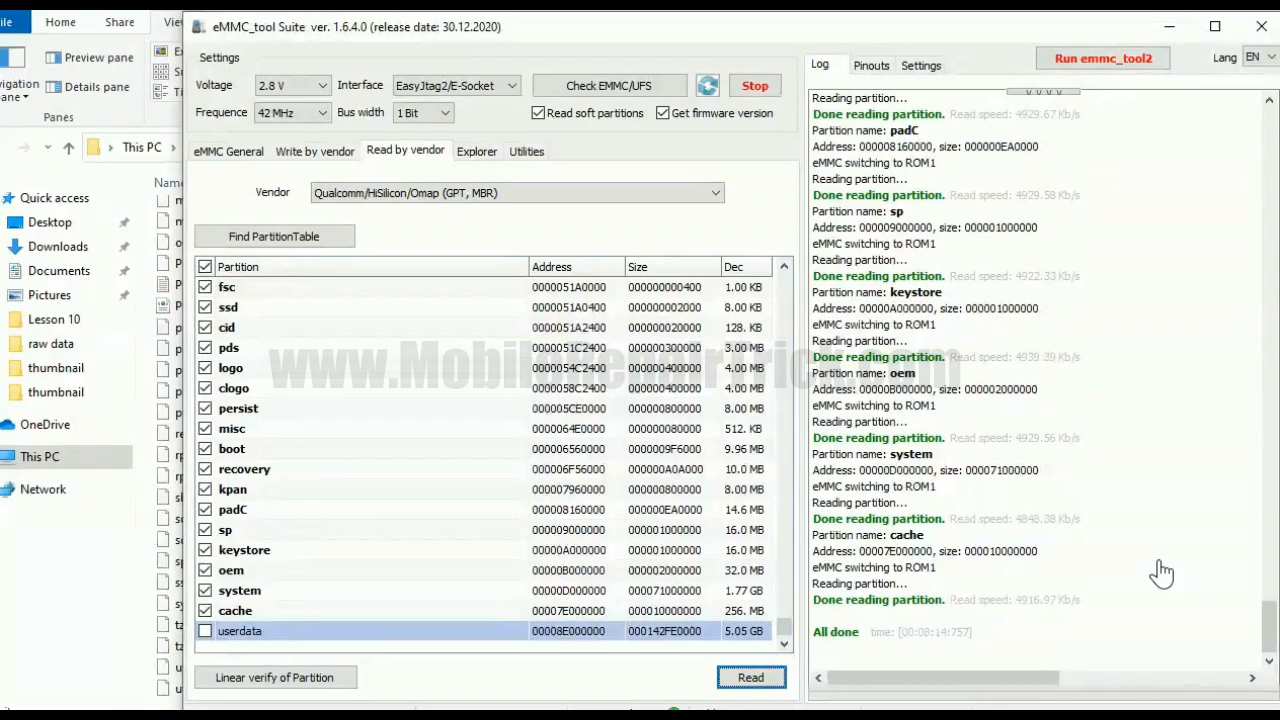 File Home Share View
eMMC_tool Suite ver. 1.6.4.0 (release date: 30.12.2020)
Preview pane
Details pane
Panes
This PC
Name
Quick access
Desktop
Downloads
Documents
Pictures
Lesson 10
raw data
thumbnail
thumbnail
OneDrive
This PC
Network
Settings
Voltage 2.8 V Interface EasyJtag2/E-Socket Check EMMC/UFS Stop
Frequence 42 MHz Bus width 1 Bit Read soft partitions Get firmware version
eMMC General Write by vendor Read by vendor Explorer Utilities
Vendor Qualcomm/HiSilicon/Omap (GPT, MBR)
Find PartitionTable
Partition Address Size Dec
fsc 0000051A0000 000000000400 1.00 KB
ssd 0000051A0400 000000002000 8.00 KB
cid 0000051A2400 000000020000 128. KB
pds 0000051C2400 000000300000 3.00 MB
logo 0000054C2400 000000400000 4.00 MB
clogo 0000058C2400 000000400000 4.00 MB
persist 000005CE0000 000000800000 8.00 MB
misc 0000064E0000 000000080000 512. KB
boot 000006560000 0000009F6000 9.96 MB
recovery 000006F56000 000000A0A000 10.0 MB
kpan 000007960000 000000800000 8.00 MB
padC 000008160000 000000EA0000 14.6 MB
sp 000009000000 000001000000 16.0 MB
keystore 00000A000000 000001000000 16.0 MB
oem 00000B000000 000002000000 32.0 MB
system 00000D000000 000071000000 1.77 GB
cache 00007E000000 000010000000 256. MB
userdata 00008E000000 000142FE0000 5.05 GB
Linear verify of Partition Read
Log Pinouts Settings Run emmc_tool2 Lang EN
Reading partition...
Done reading partition. Read speed: 4929.67 Kb/s
Partition name: padC
Address: 000008160000, size: 000000EA0000
eMMC switching to ROM1
Reading partition...
Done reading partition. Read speed: 4929.58 Kb/s
Partition name: sp
Address: 000009000000, size: 000001000000
eMMC switching to ROM1
Reading partition...
Done reading partition. Read speed: 4922.33 Kb/s
Partition name: keystore
Address: 00000A000000, size: 000001000000
eMMC switching to ROM1
Reading partition...
Done reading partition. Read speed: 4939.39 Kb/s
Partition name: oem
Address: 00000B000000, size: 000002000000
eMMC switching to ROM1
Reading partition...
Done reading partition. Read speed: 4929.56 Kb/s
Partition name: system
Address: 00000D000000, size: 000071000000
eMMC switching to ROM1
Reading partition...
Done reading partition. Read speed: 4848.38 Kb/s
Partition name: cache
Address: 00007E000000, size: 000010000000
eMMC switching to ROM1
Reading partition...
Done reading partition. Read speed: 4916.97 Kb/s
All done time: [00:08:14:757]
www.MobileRepairTrick.com